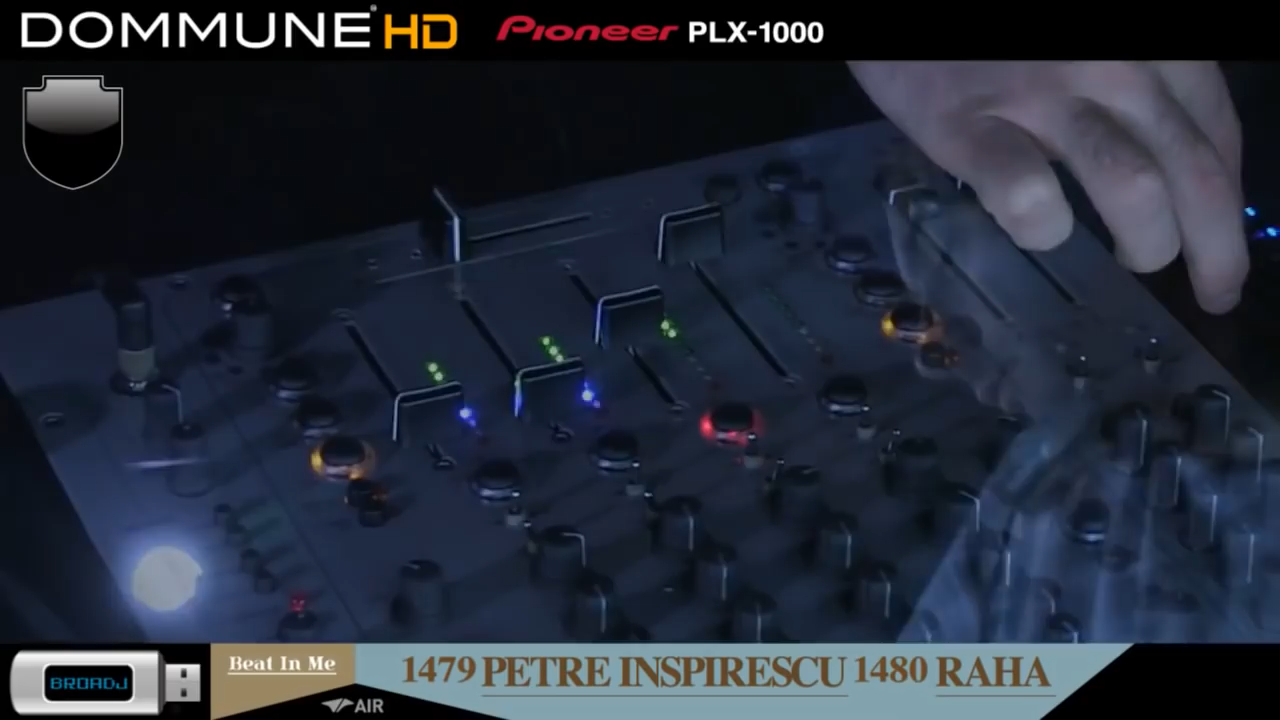 DOMMUNE HD Pioneer PLX-1000
BROADJ Beat In Me 1479 PETRE INSPIRESCU 1480 RAHA
AIR